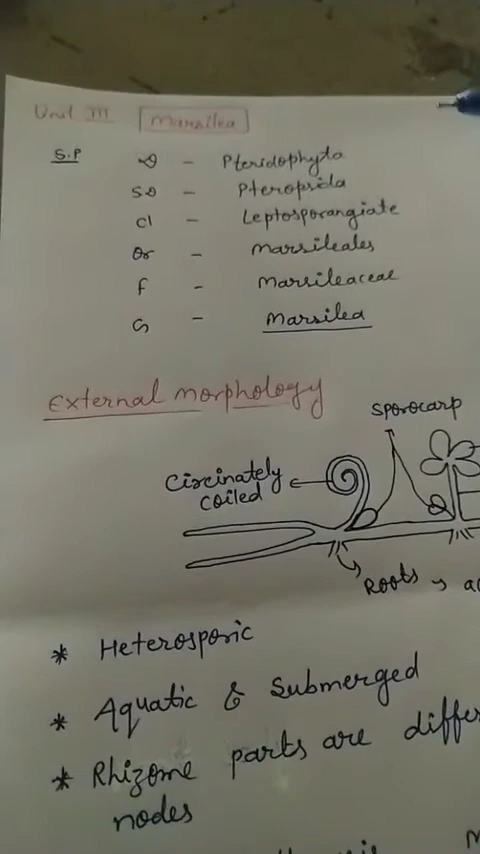 Unit III Marsilea
S.P D - Pteridophyta
SD - Pteropsida
Cl - Leptosporangiate
Or - Marsileales
F - Marsileaceae
G - Marsilea
External morphology
Sporocarp
Circinately
coiled
Roots
* Heterosporic
* Aquatic & Submerged
* Rhizome parts are diffe
nodes